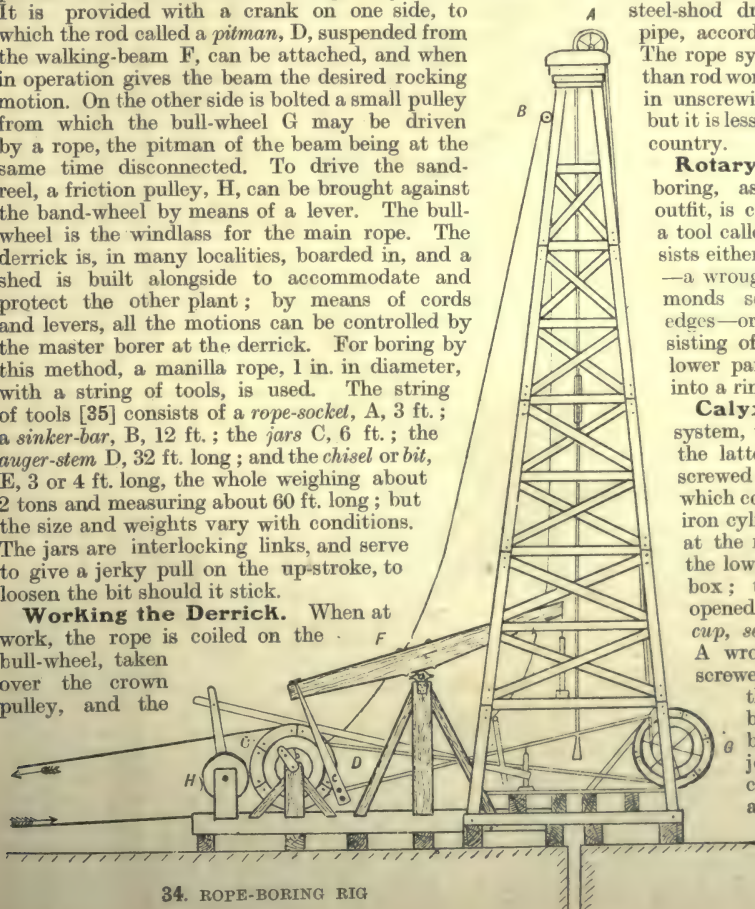 It is provided with a crank on one side, to
which the rod called a pitman, D, suspended from
the walking-beam F, can be attached, and when
in operation gives the beam the desired rocking
motion. On the other side is bolted a small pulley
from which the bull-wheel G may be driven
by a rope, the pitman of the beam being at the
same time disconnected. To drive the sand-
reel, a friction pulley, H, can be brought against
the band-wheel by means of a lever. The bull-
wheel is the windlass for the main rope. The
derrick is, in many localities, boarded in, and a
shed is built alongside to accommodate and
protect the other plant; by means of cords
and levers, all the motions can be controlled by
the master borer at the derrick. For boring by
this method, a manilla rope, 1 in. in diameter,
with a string of tools, is used. The string
of tools [35] consists of a rope-socket, A, 3 ft.;
a sinker-bar, B, 12 ft.; the jars C, 6 ft.; the
auger-stem D, 32 ft. long; and the chisel or bit,
E, 3 or 4 ft. long, the whole weighing about
2 tons and measuring about 60 ft. long; but
the size and weights vary with conditions.
The jars are interlocking links, and serve
to give a jerky pull on the up-stroke, to
loosen the bit should it stick.
Working the Derrick. When at
work, the rope is coiled on the
bull-wheel, taken
over the crown
pulley, and the
A
B
F
C
D
H
G
34. ROPE-BORING RIG
steel-shod dr
pipe, accord
The rope sy
than rod wor
in unscrewi
but it is less
country.
Rotary
boring, as
outfit, is c
a tool calle
sists either
—a wroug
monds se
edges—or
sisting of
lower pa
into a rin
Caly
system,
the latte
screwed
which co
iron cyl
at the
the low
box;
opened
cup, se
A wro
screwe
t
b
b
j
c
a